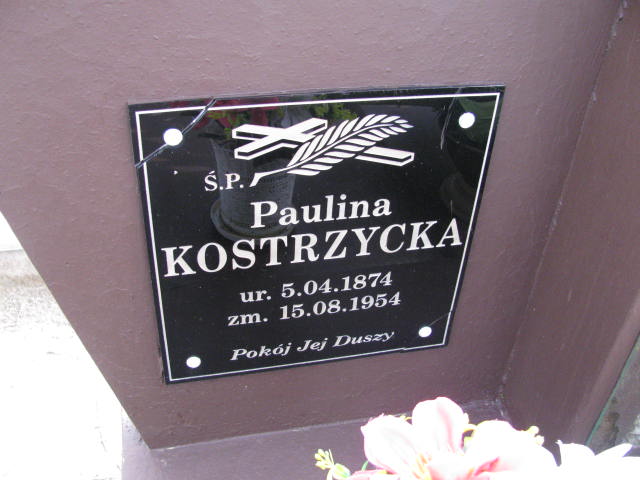 Ś.P.
Paulina
KOSTRZYCKA
ur. 5.04.1874
zm. 15.08.1954
Pokój Jej Duszy